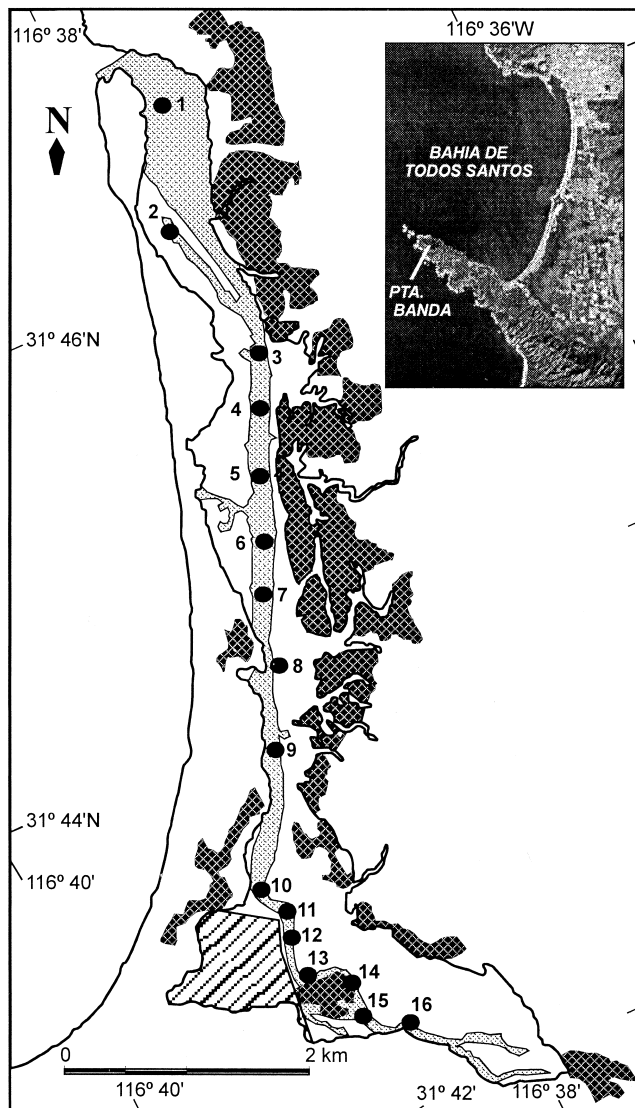 116º 38'
116º 36'W
N
BAHIA DE
TODOS SANTOS
PTA.
BANDA
1
2
31º 46'N
3
4
5
6
7
8
9
31º 44'N
116º 40'
10
11
12
13
14
15
16
0
2 km
116º 40'
31º 42'
116º 38'